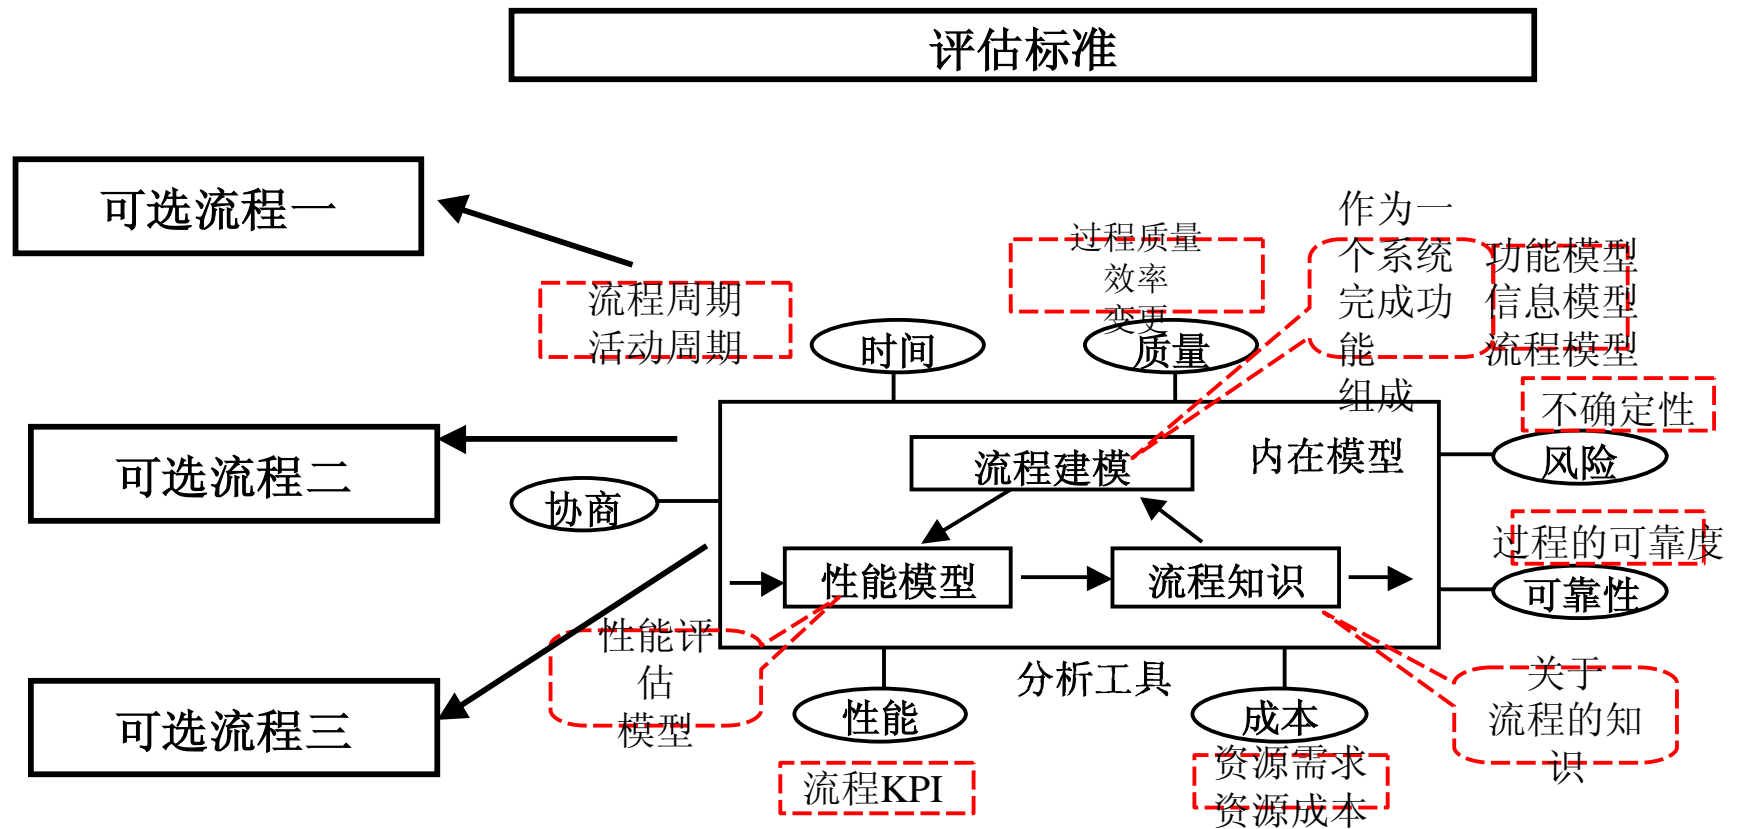 评估标准
可选流程一
流程周期
活动周期
过程质量
效率
变更
作为一
个系统
完成功
能
组成
功能模型
信息模型
流程模型
时间
质量
不确定性
风险
可选流程二
协商
流程建模
内在模型
过程的可靠度
可靠性
性能模型
流程知识
性能评
估
模型
分析工具
关于
流程的知
识
可选流程三
性能
成本
流程KPI
资源需求
资源成本